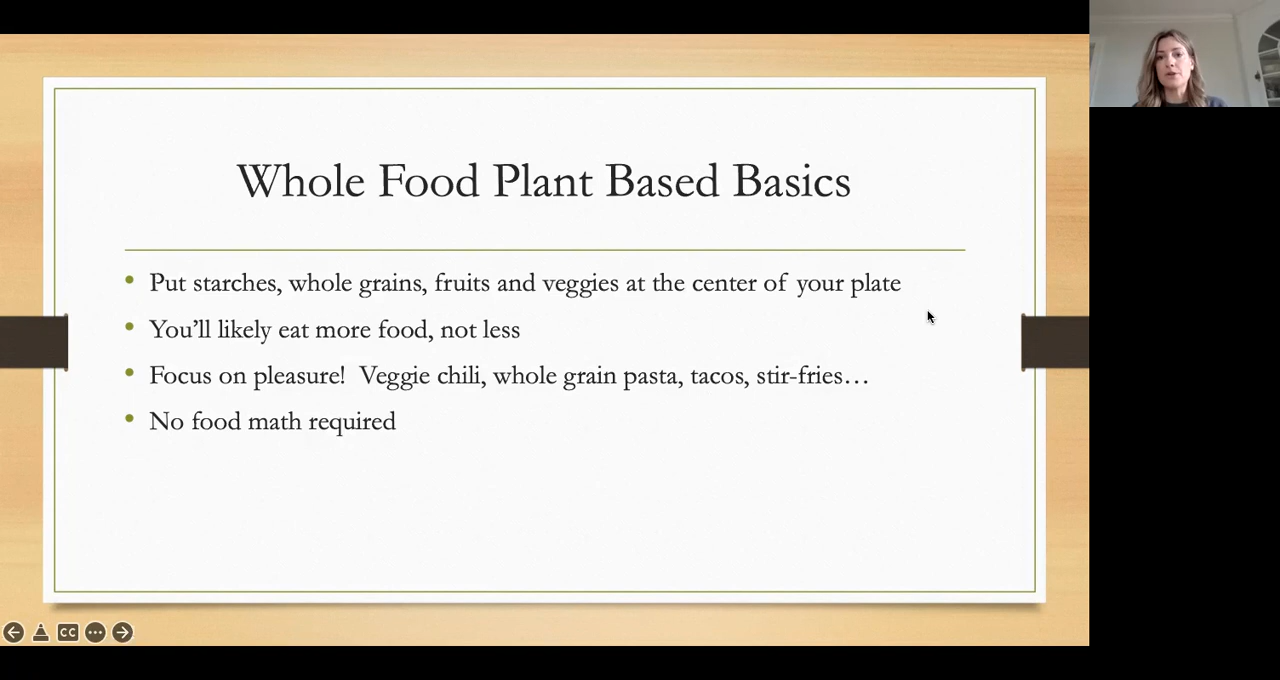 Whole Food Plant Based Basics
• Put starches, whole grains, fruits and veggies at the center of your plate
• You’ll likely eat more food, not less
• Focus on pleasure!  Veggie chili, whole grain pasta, tacos, stir-fries…
• No food math required
CC